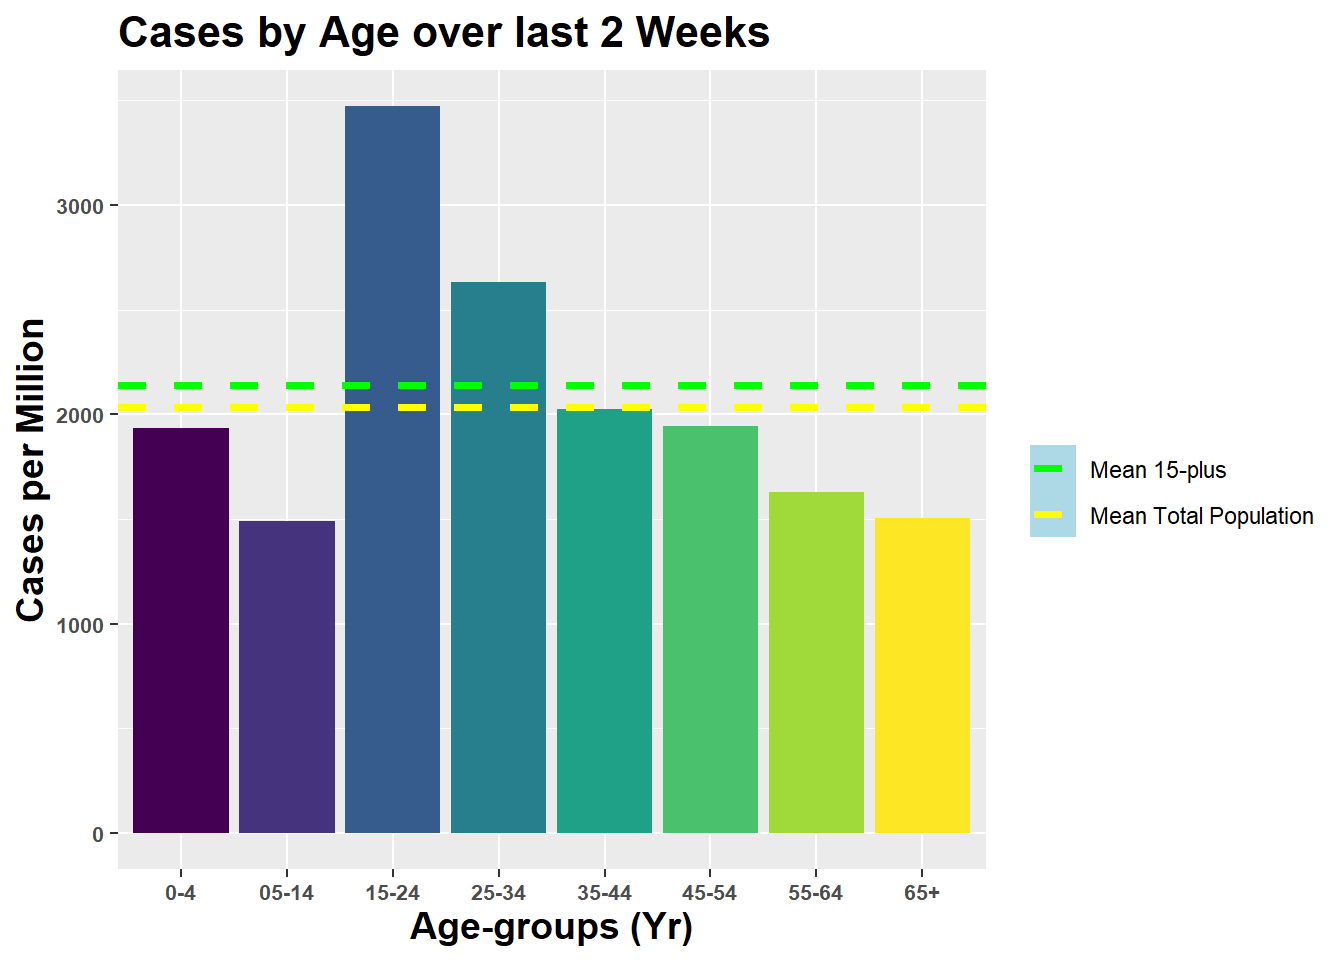 Cases by Age over last 2 Weeks
Cases per Million
3000
2000
1000
0
0-4
05-14
15-24
25-34
35-44
45-54
55-64
65+
Age-groups (Yr)
Mean 15-plus
Mean Total Population